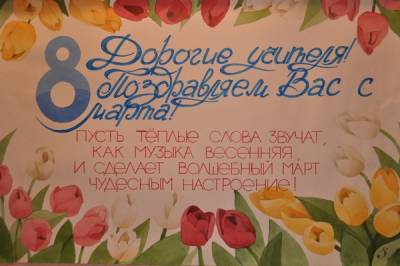 Дорогие учителя!
Поздравляем Вас с
8 марта!
ПУСТЬ ТЁПЛЫЕ СЛОВА ЗВУЧАТ,
КАК МУЗЫКА ВЕСЕННЯЯ,
И СДЕЛАЕТ ВОЛШЕБНЫЙ МАРТ
ЧУДЕСНЫМ НАСТРОЕНИЕ!